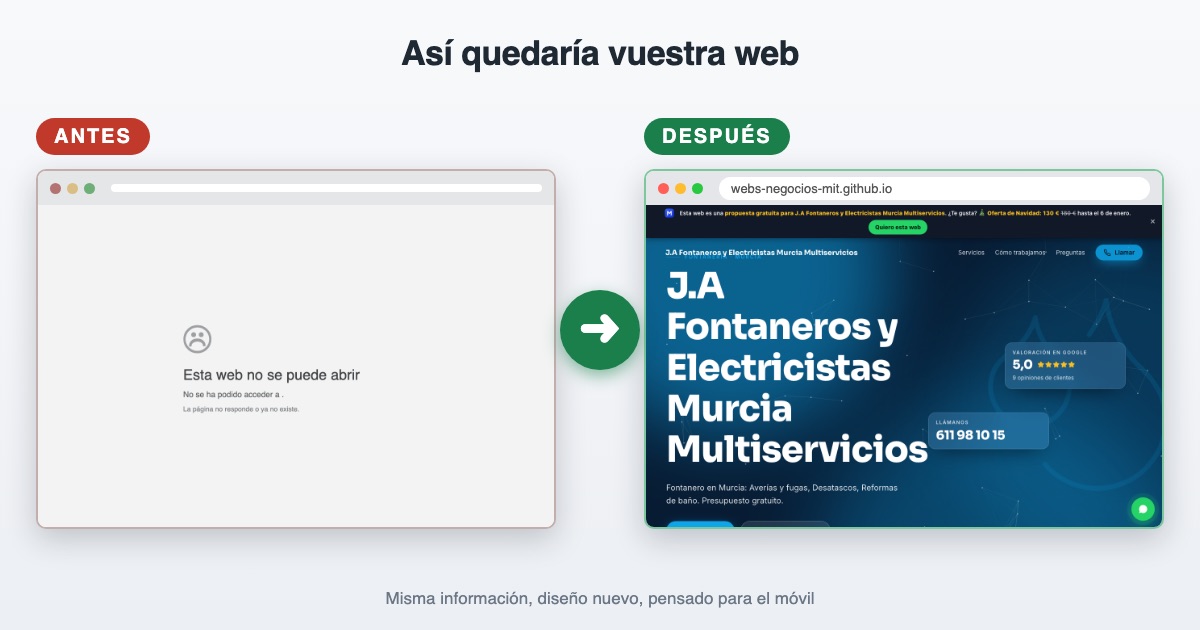 Así quedaría vuestra web
ANTES
Esta web no se puede abrir
No se ha podido acceder a .
La página no responde o ya no existe.
DESPUÉS
webs-negocios-mit.github.io
M
Esta web es una propuesta gratuita para J.A Fontaneros y Electricistas Murcia Multiservicios. ¿Te gusta? 🎄 Oferta de Navidad: 130 € 150 € hasta el 6 de enero.
Quiero esta web
J.A Fontaneros y Electricistas Murcia Multiservicios
Servicios Cómo trabajamos Preguntas Llamar
J.A
Fontaneros y
Electricistas
Murcia
Multiservicios
VALORACIÓN EN GOOGLE
5,0 ★★★★★
9 opiniones de clientes
LLÁMANOS
611 98 10 15
Fontanero en Murcia: Averías y fugas, Desatascos, Reformas
de baño. Presupuesto gratuito.
Misma información, diseño nuevo, pensado para el móvil